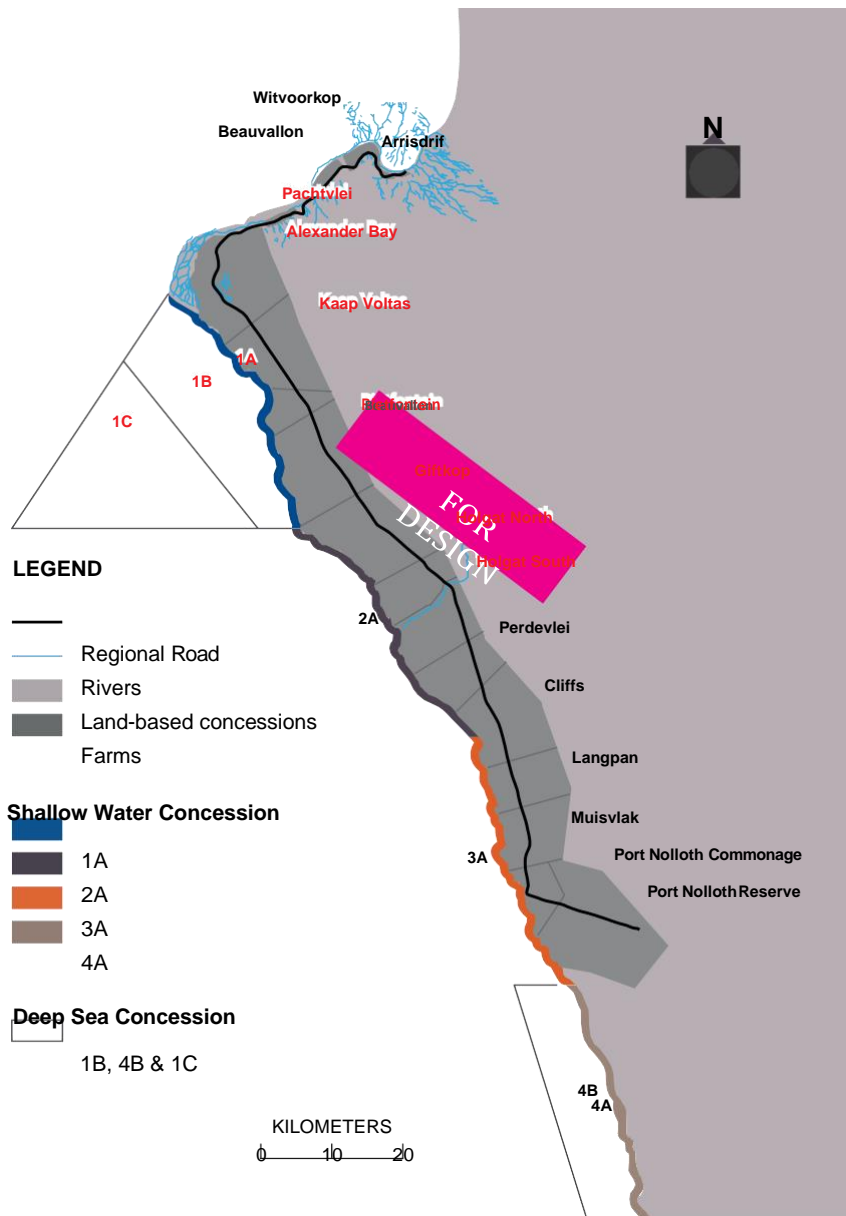 Witvoorkop
Beauvallon
Arrisdrif
N
Pachtvlei
Alexander Bay
Kaap Voltas
1A
1B
1C
Beauvallon
Giftkop
FOR
DESIGN
Holgat North
Holgat South
2A
Perdevlei
Cliffs
Langpan
Muisvlak
3A
Port Nolloth Commonage
Port Nolloth Reserve
4B
4A
LEGEND
Regional Road
Rivers
Land-based concessions
Farms
Shallow Water Concession
1A
2A
3A
4A
Deep Sea Concession
1B, 4B & 1C
KILOMETERS
0 10 20